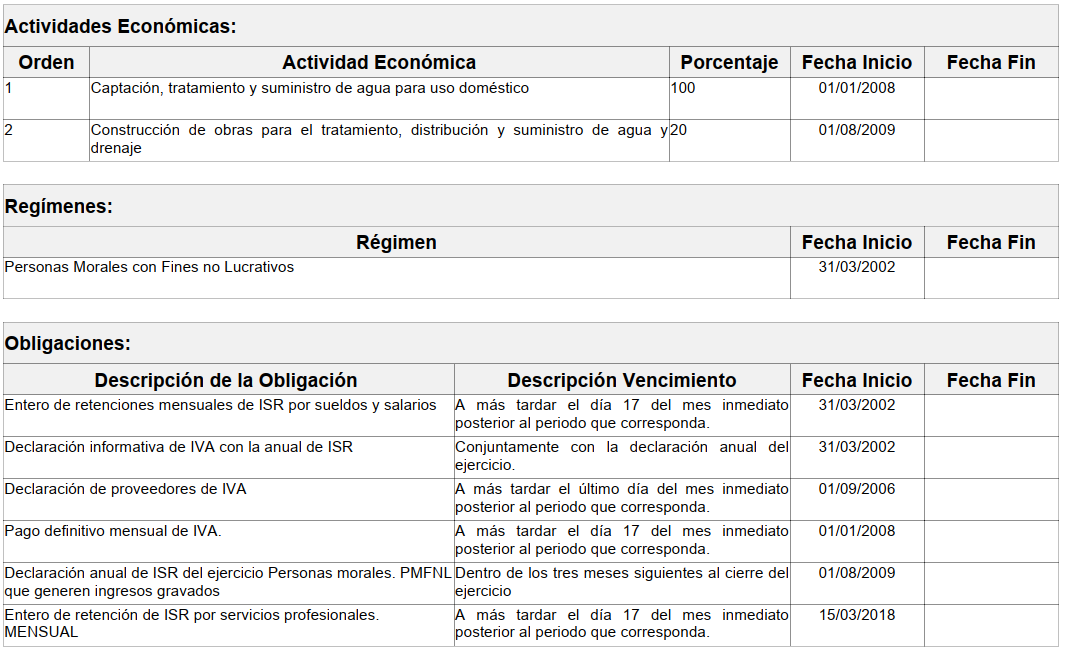 Actividades Económicas:
Orden Actividad Económica Porcentaje Fecha Inicio Fecha Fin
1 Captación, tratamiento y suministro de agua para uso doméstico 100 01/01/2008
2 Construcción de obras para el tratamiento, distribución y suministro de agua y 20 01/08/2009
drenaje
Regímenes:
Régimen Fecha Inicio Fecha Fin
Personas Morales con Fines no Lucrativos 31/03/2002
Obligaciones:
Descripción de la Obligación Descripción Vencimiento Fecha Inicio Fecha Fin
Entero de retenciones mensuales de ISR por sueldos y salarios A más tardar el día 17 del mes inmediato 31/03/2002
posterior al periodo que corresponda.
Declaración informativa de IVA con la anual de ISR Conjuntamente con la declaración anual del 31/03/2002
ejercicio.
Declaración de proveedores de IVA A más tardar el último día del mes inmediato 01/09/2006
posterior al periodo que corresponda.
Pago definitivo mensual de IVA. A más tardar el día 17 del mes inmediato 01/01/2008
posterior al periodo que corresponda.
Declaración anual de ISR del ejercicio Personas morales. PMFNL Dentro de los tres meses siguientes al cierre del 01/08/2009
que generen ingresos gravados ejercicio
Entero de retención de ISR por servicios profesionales. A más tardar el día 17 del mes inmediato 15/03/2018
MENSUAL posterior al periodo que corresponda.